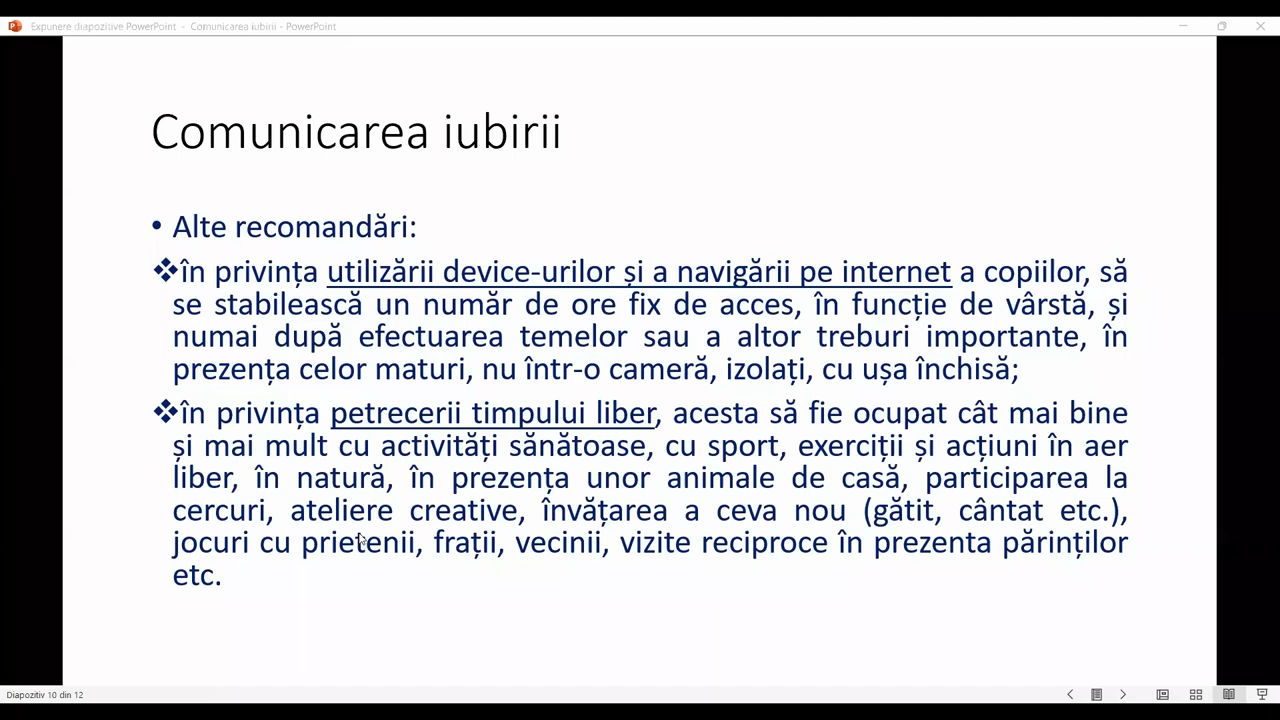 Expunere diapozitive PowerPoint - Comunicarea iubirii - PowerPoint
Comunicarea iubirii
• Alte recomandări:
❖în privința utilizării device-urilor și a navigării pe internet a copiilor, să
se stabilească un număr de ore fix de acces, în funcție de vârstă, și
numai după efectuarea temelor sau a altor treburi importante, în
prezența celor maturi, nu într-o cameră, izolați, cu ușa închisă;
❖în privința petrecerii timpului liber, acesta să fie ocupat cât mai bine
și mai mult cu activități sănătoase, cu sport, exerciții și acțiuni în aer
liber, în natură, în prezența unor animale de casă, participarea la
cercuri, ateliere creative, învățarea a ceva nou (gătit, cântat etc.),
jocuri cu prietenii, frații, vecinii, vizite reciproce în prezenta părinților
etc.
Diapozitiv 10 din 12